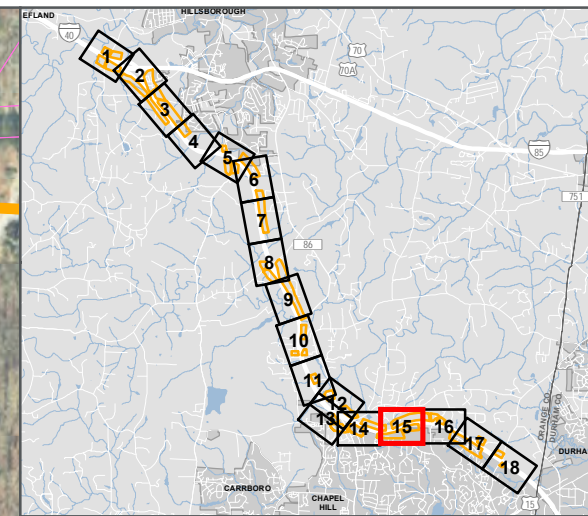 EFLAND
HILLSBOROUGH
40
70
70A
1
2
3
4
5
6
85
751
7
86
8
9
10
11
12
13
14
15
16
17
18
ORANGE CO
DURHAM CO
DURHA
CARRBORO
CHAPEL
HILL
15